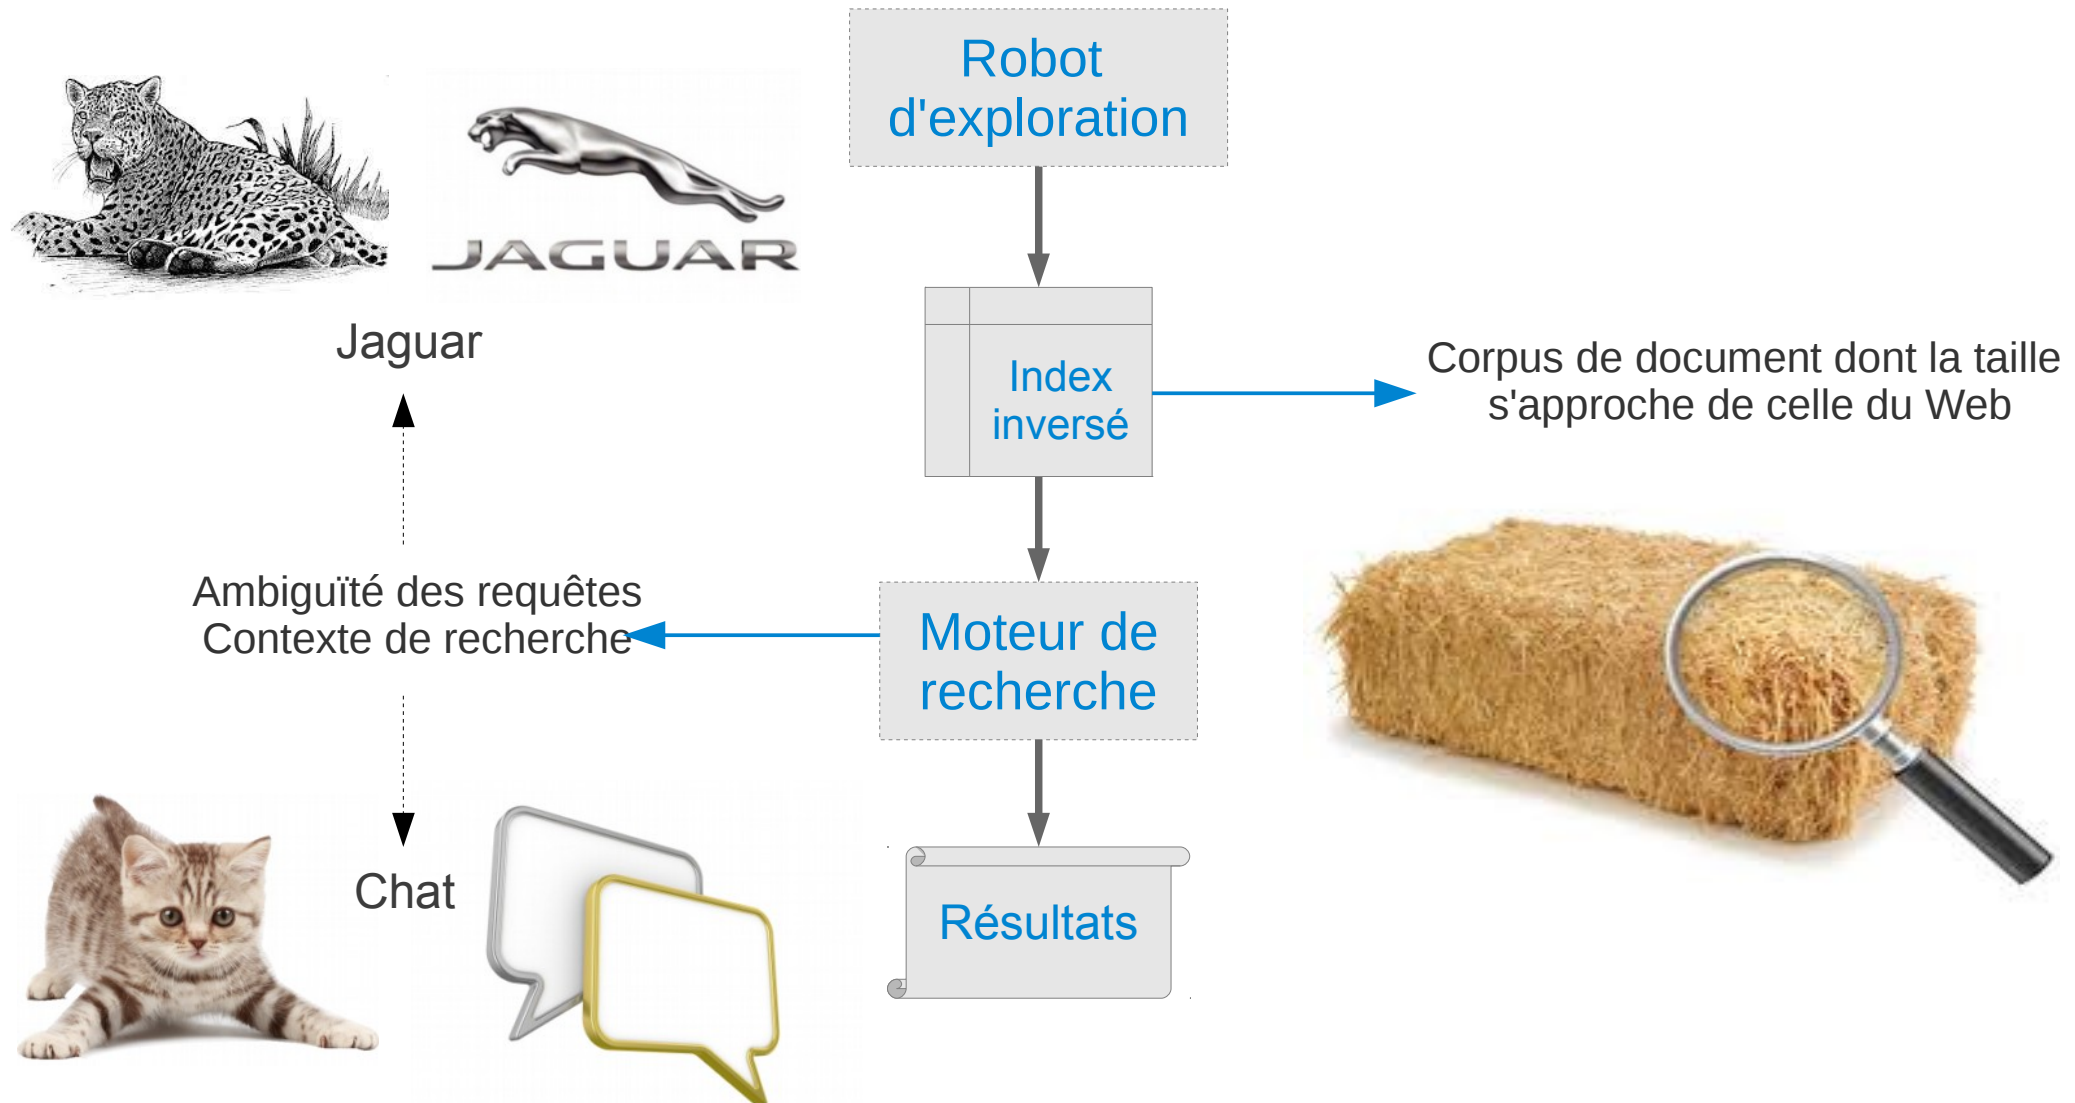 Robot
d'exploration
JAGUAR
Jaguar
Index
inversé
Corpus de document dont la taille
s'approche de celle du Web
Ambiguïté des requêtes
Contexte de recherche
Moteur de
recherche
Chat
Résultats